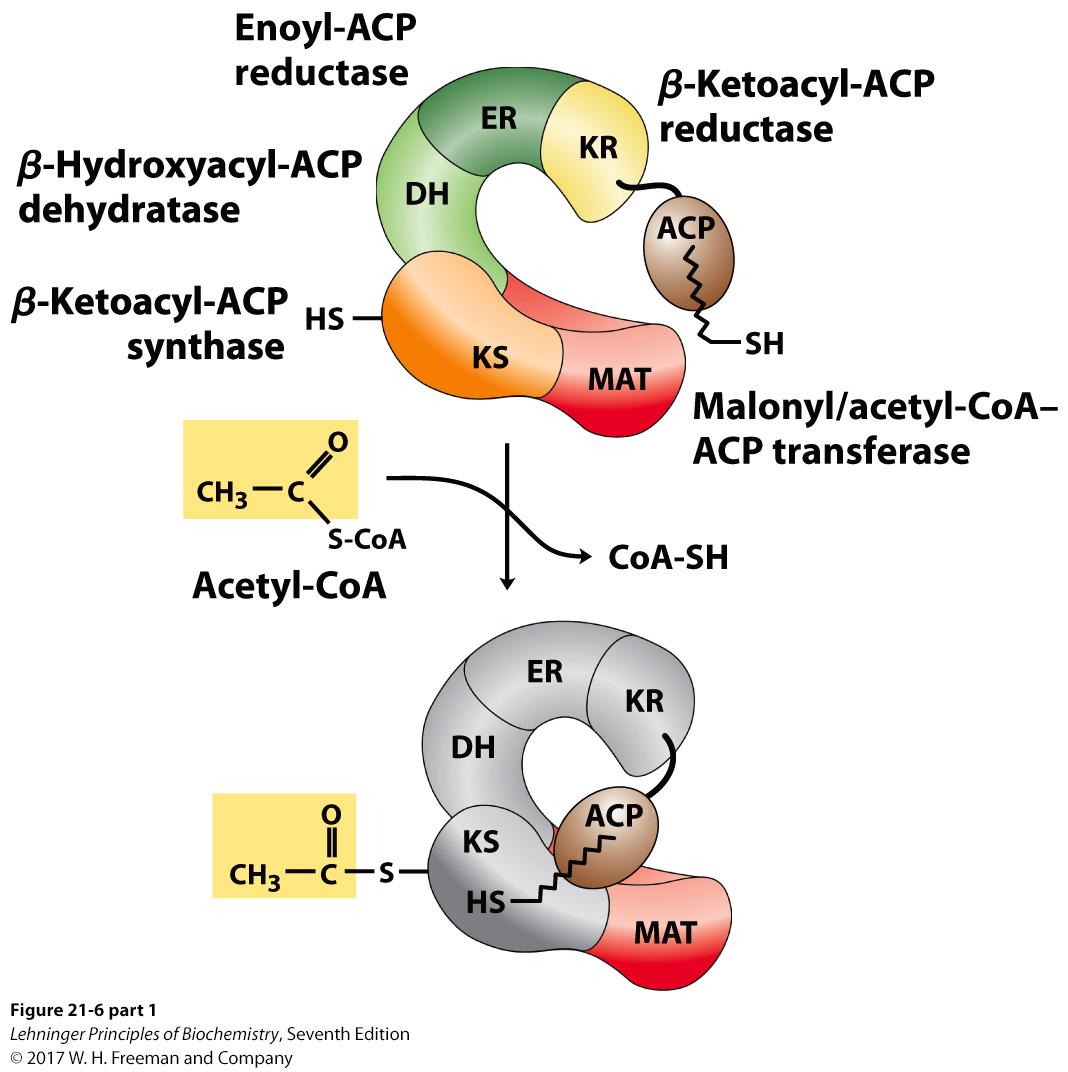 Enoyl-ACP
reductase
β-Ketoacyl-ACP
reductase
ER
KR
β-Hydroxyacyl-ACP
dehydratase
DH
ACP
β-Ketoacyl-ACP
synthase
HS
SH
KS
MAT
Malonyl/acetyl-CoA–
ACP transferase
O
CH3—C
S-CoA
Acetyl-CoA
CoA-SH
ER
KR
DH
ACP
KS
O
CH3—C—S
HS
MAT
Figure 21-6 part 1
Lehninger Principles of Biochemistry, Seventh Edition
© 2017 W. H. Freeman and Company